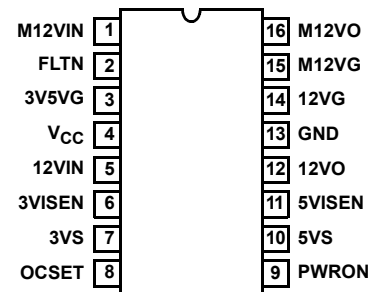 M12VIN 1 16 M12VO
FLTN 2 15 M12VG
3V5VG 3 14 12VG
VCC 4 13 GND
12VIN 5 12 12VO
3VISEN 6 11 5VISEN
3VS 7 10 5VS
OCSET 8 9 PWRON